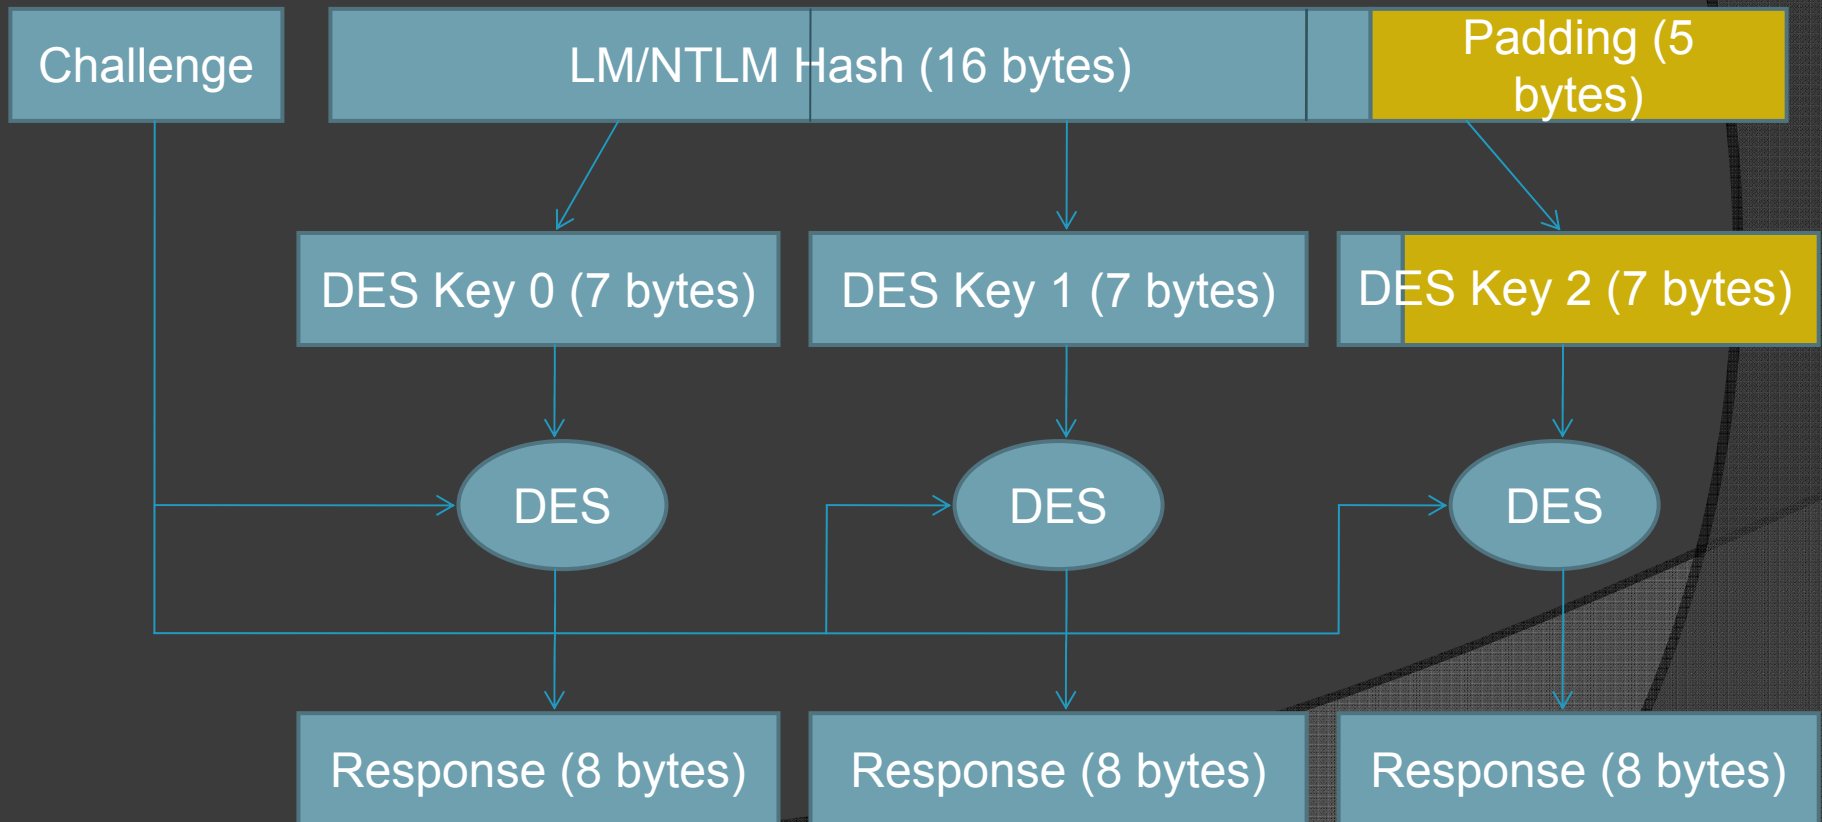 Challenge
LM/NTLM Hash (16 bytes)
Padding (5
bytes)
DES Key 0 (7 bytes)
DES Key 1 (7 bytes)
DES Key 2 (7 bytes)
DES
DES
DES
Response (8 bytes)
Response (8 bytes)
Response (8 bytes)